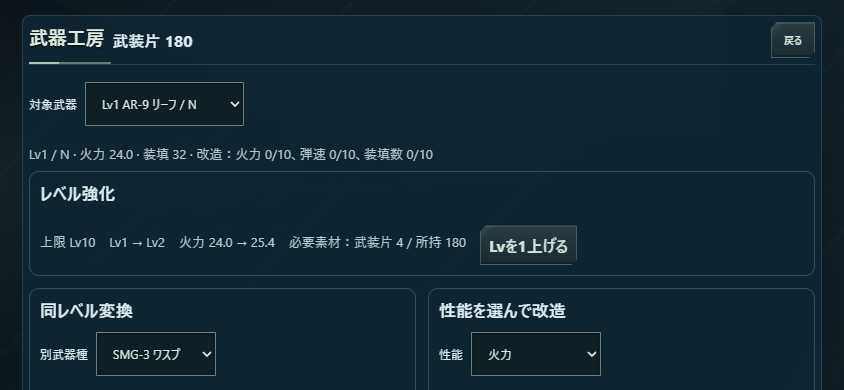 武器工房 武装片 180 戻る
対象武器 Lv1 AR-9 リーフ / N
Lv1 / N · 火力 24.0 · 装填 32 · 改造：火力 0/10、弾速 0/10、装填数 0/10
レベル強化
上限 Lv10 Lv1 → Lv2 火力 24.0 → 25.4 必要素材：武装片 4 / 所持 180 Lvを1上げる
同レベル変換
別武器種 SMG-3 ワスプ
性能を選んで改造
性能 火力